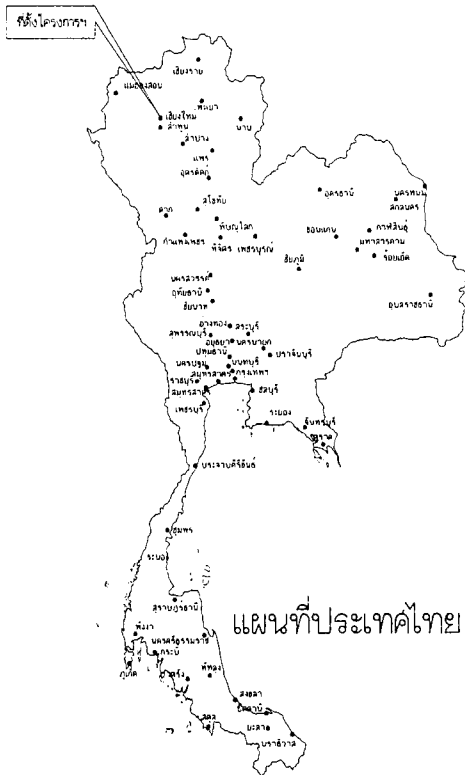 ที่ตั้งโครงการฯ
เชียงราย
แม่ฮ่องสอน
พะเยา
เชียงใหม่
ลำพูน
น่าน
ลำปาง
แพร่
อุตรดิตถ์
อุดรธานี
นครพนม
สกลนคร
สุโขทัย
ตาก
พิษณุโลก
ขอนแก่น
กาฬสินธุ์
กำแพงเพชร
พิจิตร
เพชรบูรณ์
มหาสารคาม
ร้อยเอ็ด
ชัยภูมิ
นครสวรรค์
อุทัยธานี
ชัยนาท
อุบลราชธานี
อ่างทอง
สระบุรี
สุพรรณบุรี
อยุธยา
นครนายก
ปทุมธานี
ปราจีนบุรี
นครปฐม
นนทบุรี
สมุทรสาคร
กรุงเทพฯ
ราชบุรี
ชลบุรี
เพชรบุรี
ระยอง
จันทบุรี
ตราด
ประจวบคีรีขันธ์
ชุมพร
ระนอง
สุราษฎร์ธานี
แผนที่ประเทศไทย
พังงา
นครศรีธรรมราช
กระบี่
ภูเก็ต
ตรัง
พัทลุง
สงขลา
ปัตตานี
สตูล
ยะลา
นราธิวาส